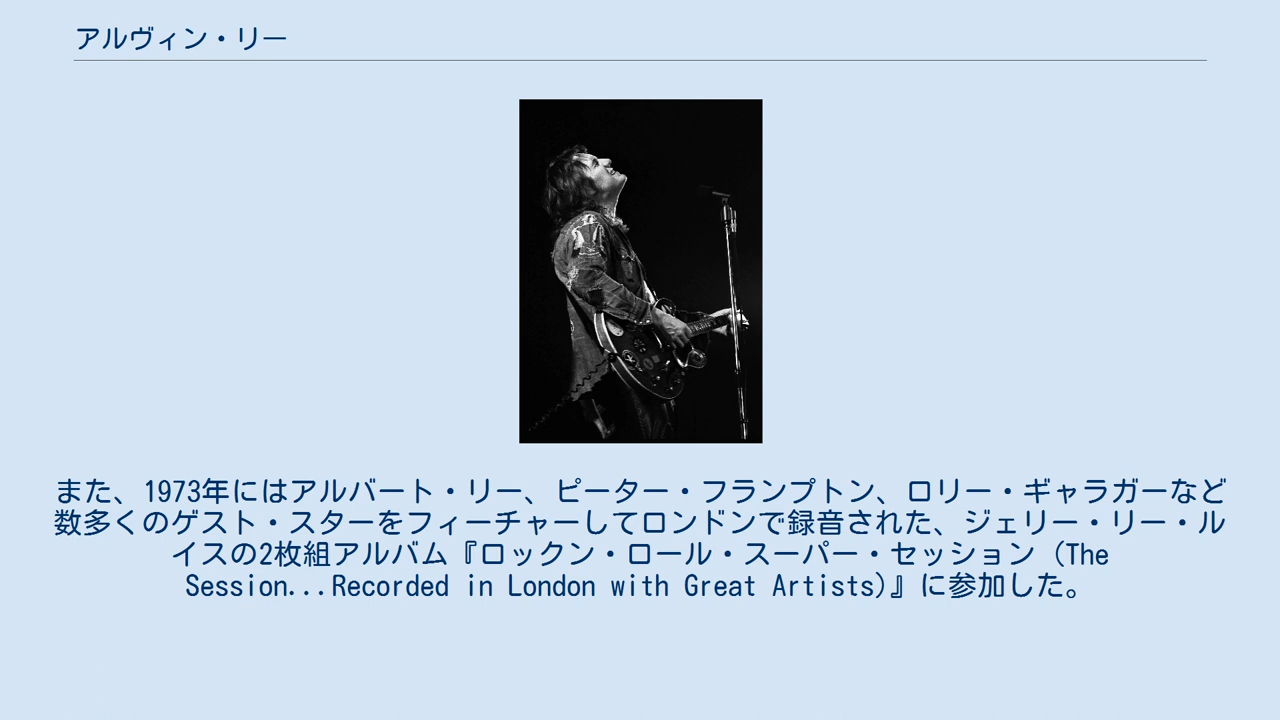 アルヴィン・リー
また、1973年にはアルバート・リー、ピーター・フランプトン、ロリー・ギャラガーなど
数多くのゲスト・スターをフィーチャーしてロンドンで録音された、ジェリー・リー・ル
イスの2枚組アルバム『ロックン・ロール・スーパー・セッション (The
Session...Recorded in London with Great Artists)』に参加した。